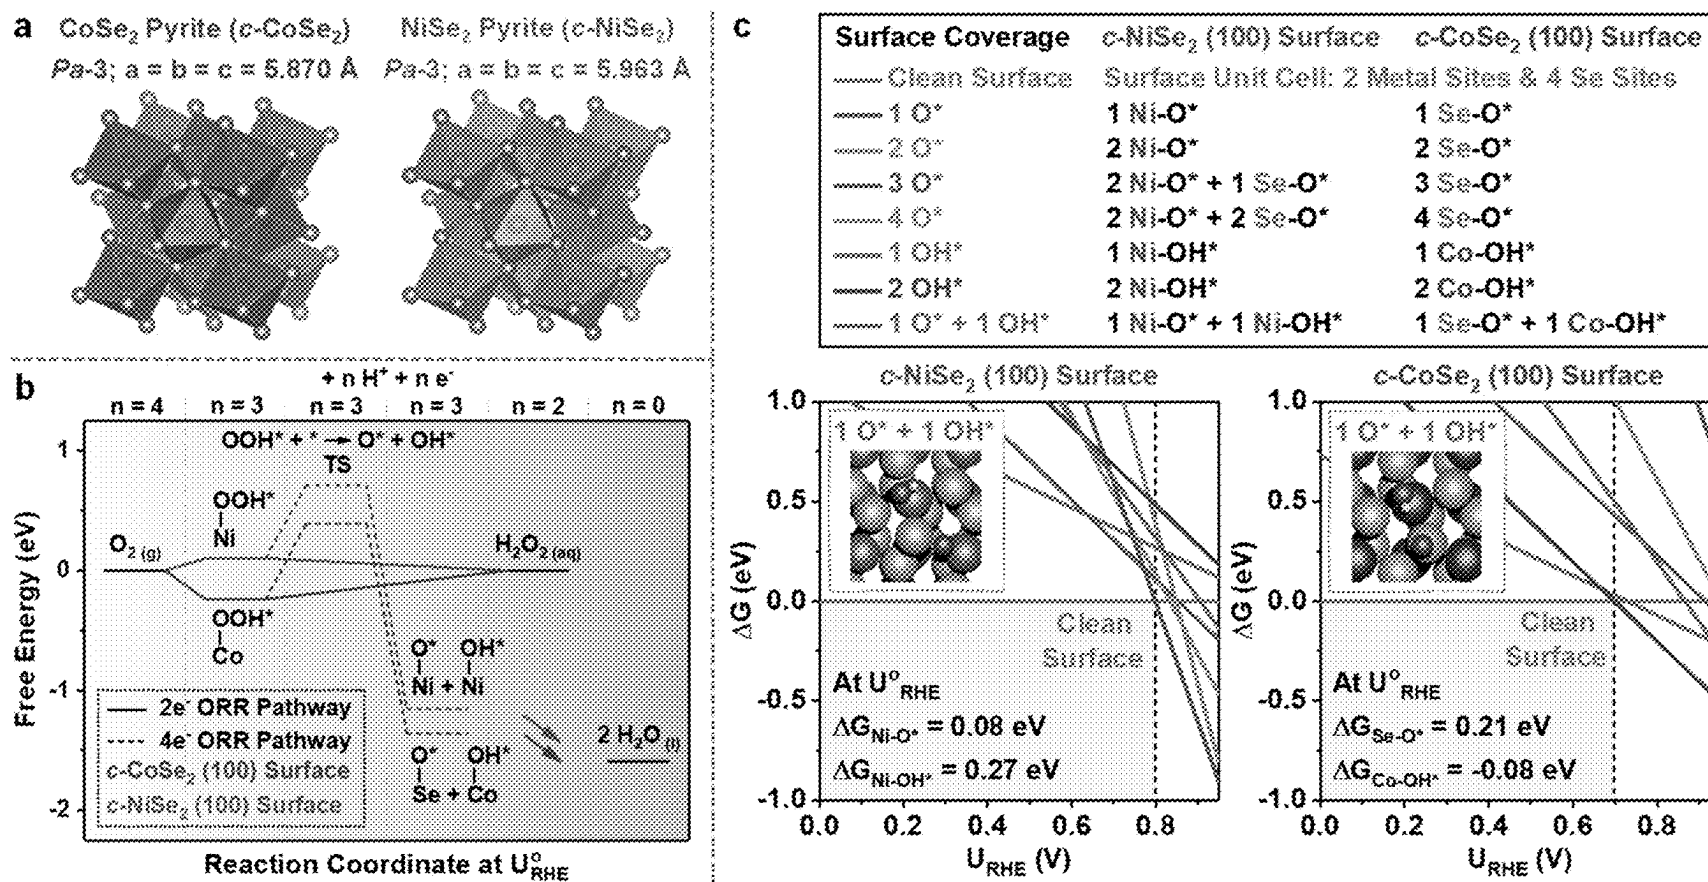 a
CoSe₂ Pyrite (c-CoSe₂)
Pa-3; a = b = c = 5.870 Å
NiSe₂ Pyrite (c-NiSe₂)
Pa-3; a = b = c = 5.963 Å
b
+ n H⁺ + n e⁻
n = 4 n = 3 n = 3 n = 3 n = 2 n = 0
OOH* + * → O* + OH*
TS
OOH*
Ni
O₂ (g)
H₂O₂ (aq)
OOH*
Co
O* OH*
Ni + Ni
2 H₂O (l)
O* OH*
Se + Co
2e⁻ ORR Pathway
4e⁻ ORR Pathway
c-CoSe₂ (100) Surface
c-NiSe₂ (100) Surface
Free Energy (eV)
1
0
-1
-2
Reaction Coordinate at U°RHE
c
Surface Coverage c-NiSe₂ (100) Surface c-CoSe₂ (100) Surface
Clean Surface Surface Unit Cell: 2 Metal Sites & 4 Se Sites
1 O* 1 Ni-O* 1 Se-O*
2 O* 2 Ni-O* 2 Se-O*
3 O* 2 Ni-O* + 1 Se-O* 3 Se-O*
4 O* 2 Ni-O* + 2 Se-O* 4 Se-O*
1 OH* 1 Ni-OH* 1 Co-OH*
2 OH* 2 Ni-OH* 2 Co-OH*
1 O* + 1 OH* 1 Ni-O* + 1 Ni-OH* 1 Se-O* + 1 Co-OH*
c-NiSe₂ (100) Surface
1 O* + 1 OH*
Clean
Surface
At U°RHE
ΔG Ni-O* = 0.08 eV
ΔG Ni-OH* = 0.27 eV
ΔG (eV)
1.0
0.5
0.0
-0.5
-1.0
0.0 0.2 0.4 0.6 0.8
U RHE (V)
c-CoSe₂ (100) Surface
1 O* + 1 OH*
Clean
Surface
At U°RHE
ΔG Se-O* = 0.21 eV
ΔG Co-OH* = -0.08 eV
ΔG (eV)
1.0
0.5
0.0
-0.5
-1.0
0.0 0.2 0.4 0.6 0.8
U RHE (V)